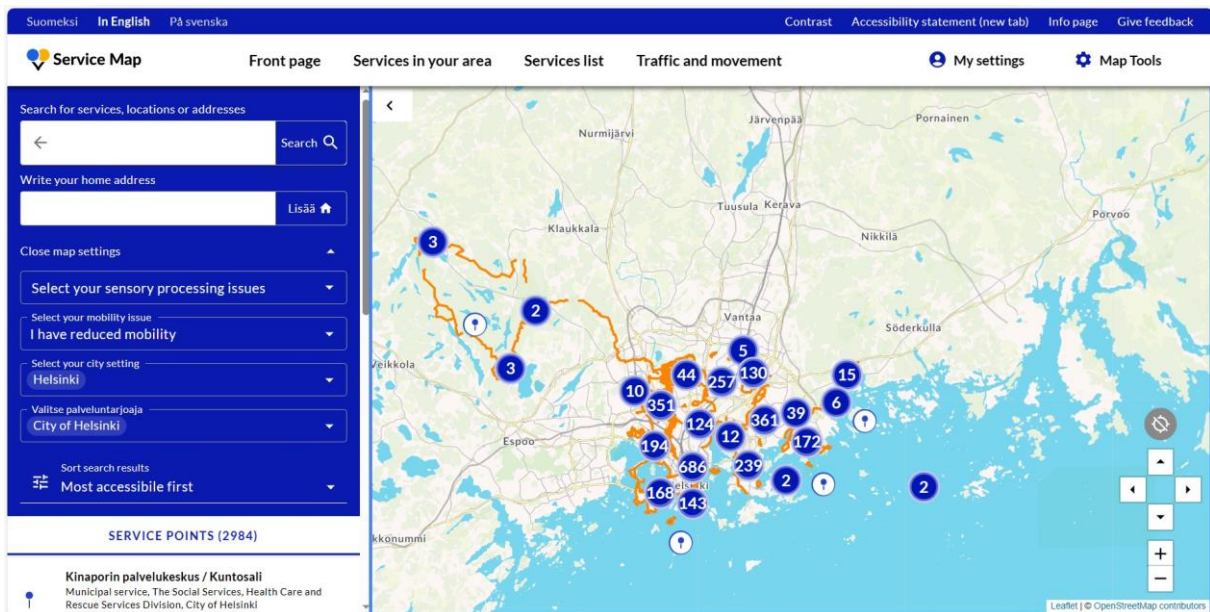 Suomeksi In English På svenska Contrast Accessibility statement (new tab) Info page Give feedback
Service Map Front page Services in your area Services list Traffic and movement My settings Map Tools
Search for services, locations or addresses
Search
Write your home address
Lisää
Close map settings
Select your sensory processing issues
Select your mobility issue
I have reduced mobility
Select your city setting
Helsinki
Valitse palveluntarjoaja
City of Helsinki
Sort search results
Most accessibile first
SERVICE POINTS (2984)
Kinaporin palvelukeskus / Kuntosali
Municipal service, The Social Services, Health Care and
Rescue Services Division, City of Helsinki
Järvenpää
Pornainen
Nurmijärvi
Tuusula Kerava
Porvoo
Klaukkala
Nikkilä
3
2
Vantaa
Söderkulla
5
Veikkola
3
44
257
130
15
10
351
6
39
124
361
12
172
Espoo
194
686
239
2
2
168
143
kkonummi
+
−
Leaflet | © OpenStreetMap contributors